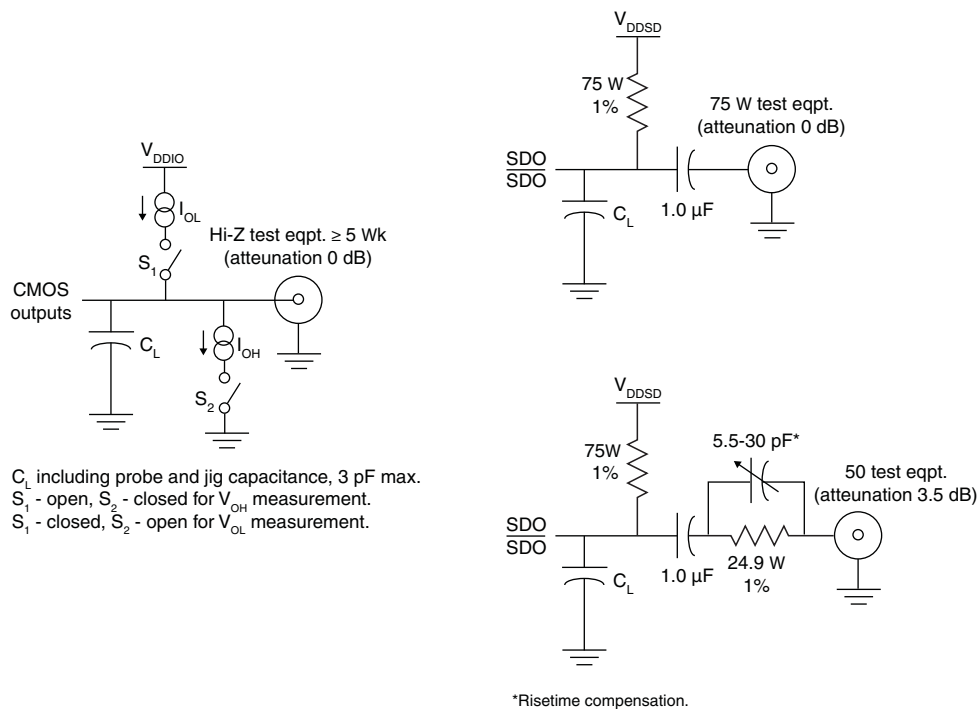 V_DDIO
I_OL
S_1
Hi-Z test eqpt. ≥ 5 Wk
(atteunation 0 dB)
CMOS
outputs
C_L
I_OH
S_2
C_L including probe and jig capacitance, 3 pF max.
S_1 - open, S_2 - closed for V_OH measurement.
S_1 - closed, S_2 - open for V_OL measurement.
V_DDSD
75 W
1%
75 W test eqpt.
(atteunation 0 dB)
SDO
SDO
C_L
1.0 µF
V_DDSD
75W
1%
5.5-30 pF*
50 test eqpt.
(atteunation 3.5 dB)
SDO
SDO
C_L
1.0 µF
24.9 W
1%
*Risetime compensation.